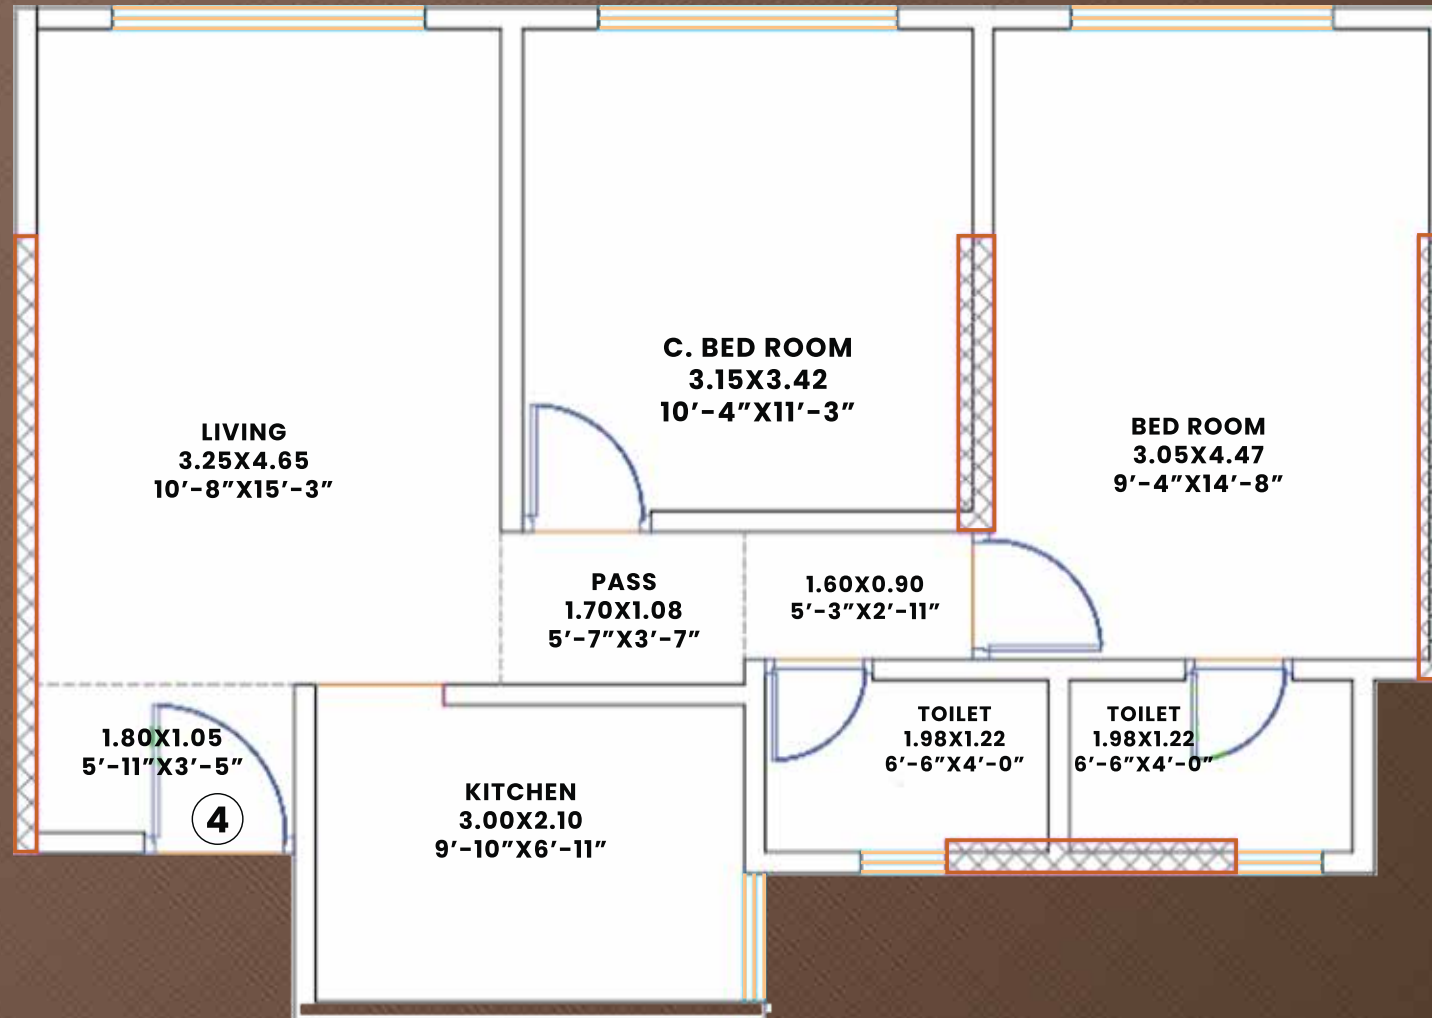 C. BED ROOM
3.15X3.42
10’-4”X11’-3”
LIVING
3.25X4.65
10’-8”X15’-3”
BED ROOM
3.05X4.47
9’-4”X14’-8”
PASS
1.70X1.08
5’-7”X3’-7”
1.60X0.90
5’-3”X2’-11”
1.80X1.05
5’-11”X3’-5”
4
TOILET
1.98X1.22
6’-6”X4’-0”
TOILET
1.98X1.22
6’-6”X4’-0”
KITCHEN
3.00X2.10
9’-10”X6’-11”